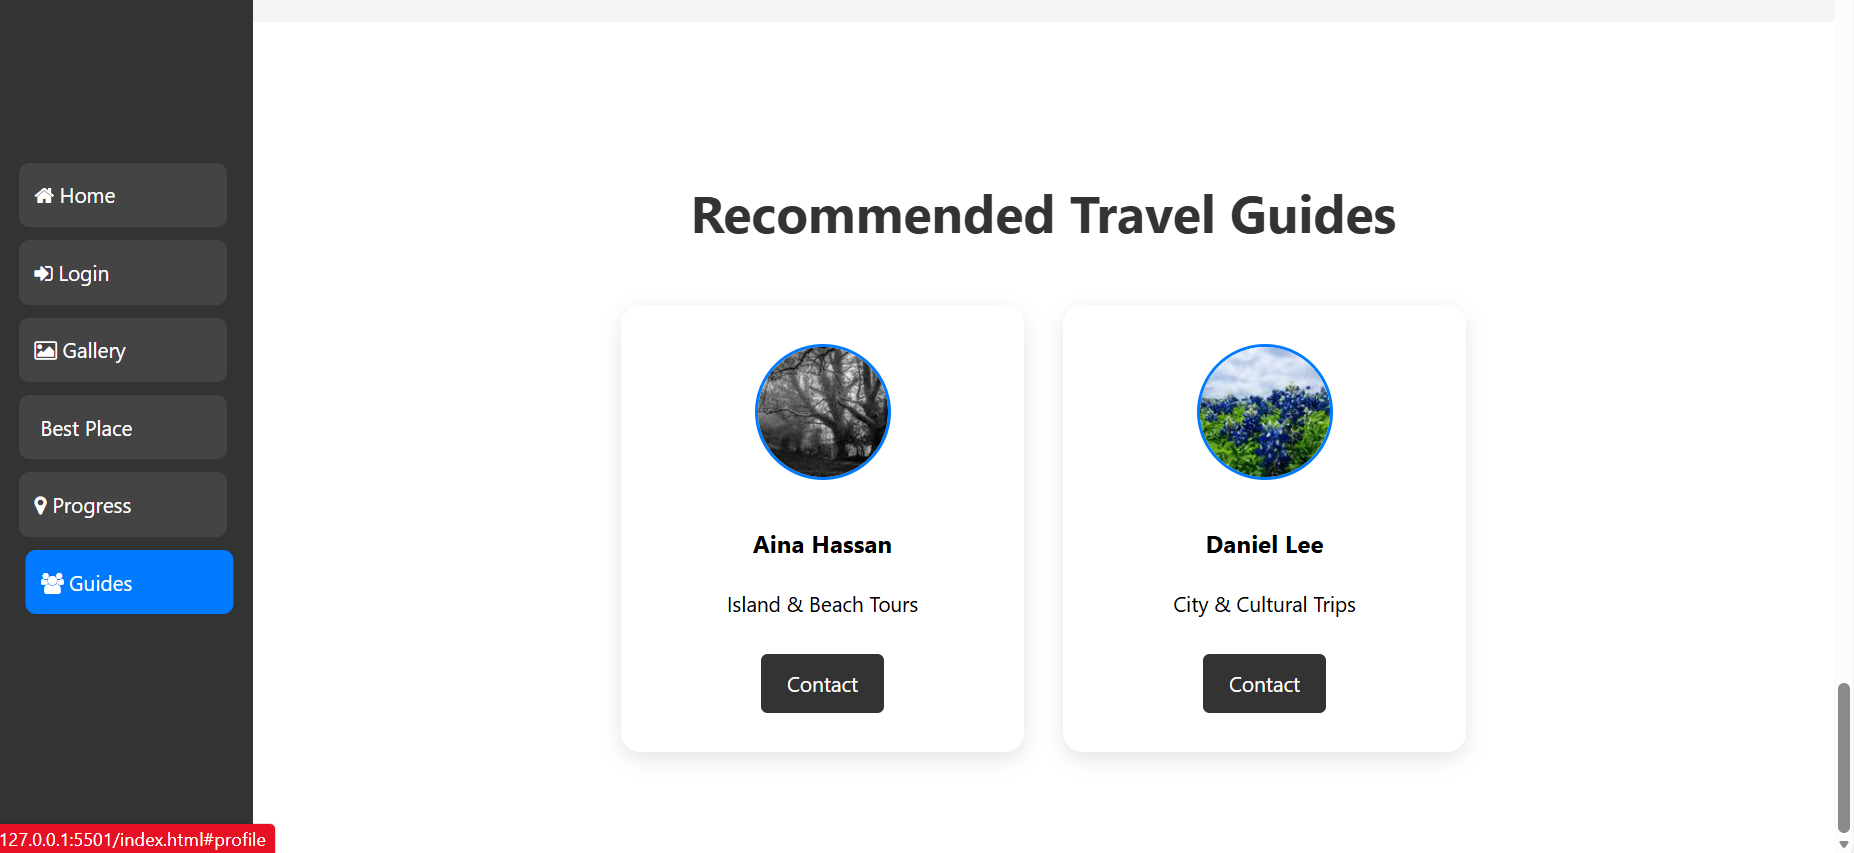 Home
Login
Gallery
Best Place
Progress
Guides
Recommended Travel Guides
Aina Hassan
Island & Beach Tours
Contact
Daniel Lee
City & Cultural Trips
Contact
127.0.0.1:5501/index.html#profile